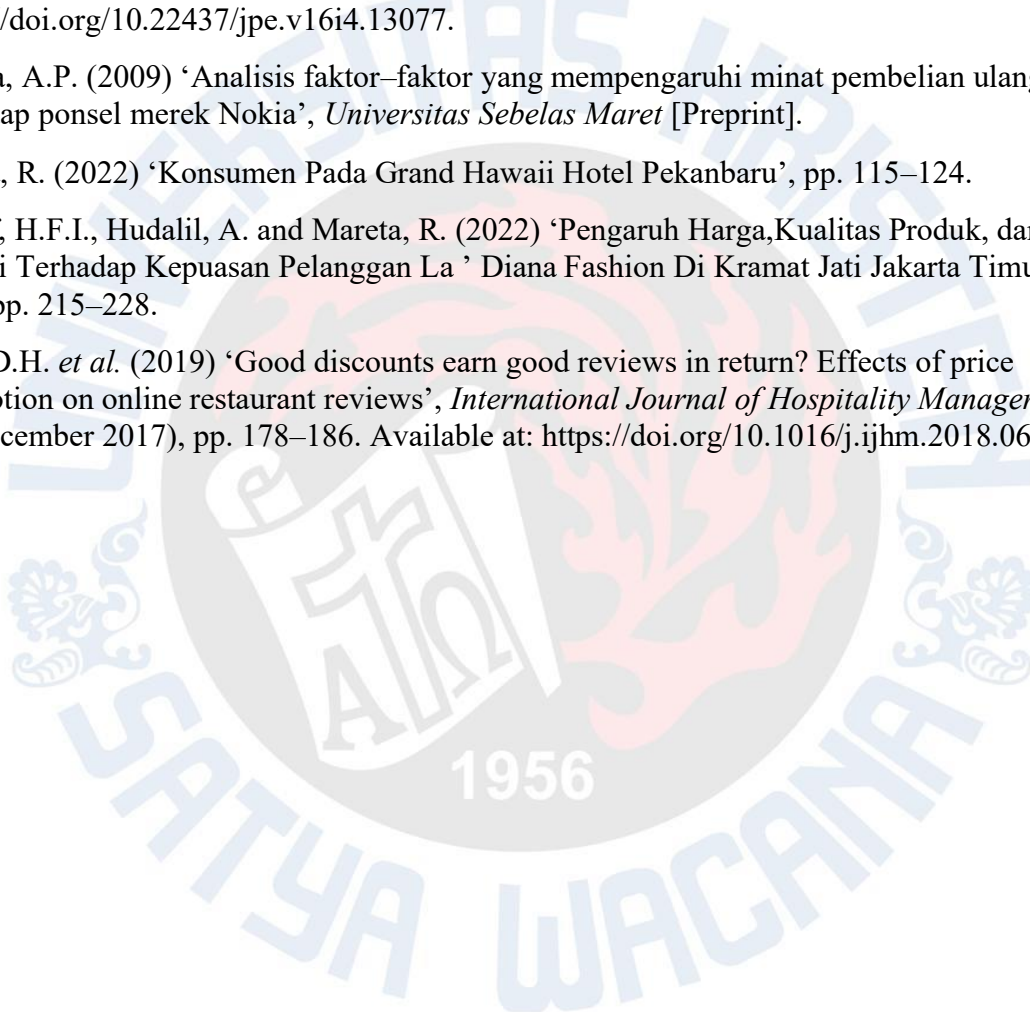 /doi.org/10.22437/jpe.v16i4.13077.
a, A.P. (2009) ‘Analisis faktor–faktor yang mempengaruhi minat pembelian ulang
ap ponsel merek Nokia’, Universitas Sebelas Maret [Preprint].
, R. (2022) ‘Konsumen Pada Grand Hawaii Hotel Pekanbaru’, pp. 115–124.
, H.F.I., Hudalil, A. and Mareta, R. (2022) ‘Pengaruh Harga,Kualitas Produk, dan
i Terhadap Kepuasan Pelanggan La ’ Diana Fashion Di Kramat Jati Jakarta Timu
pp. 215–228.
D.H. et al. (2019) ‘Good discounts earn good reviews in return? Effects of price
otion on online restaurant reviews’, International Journal of Hospitality Manager
cember 2017), pp. 178–186. Available at: https://doi.org/10.1016/j.ijhm.2018.06
UNIVERSITAS KRISTEN
ΑΩ
1956
SATYA WACANA